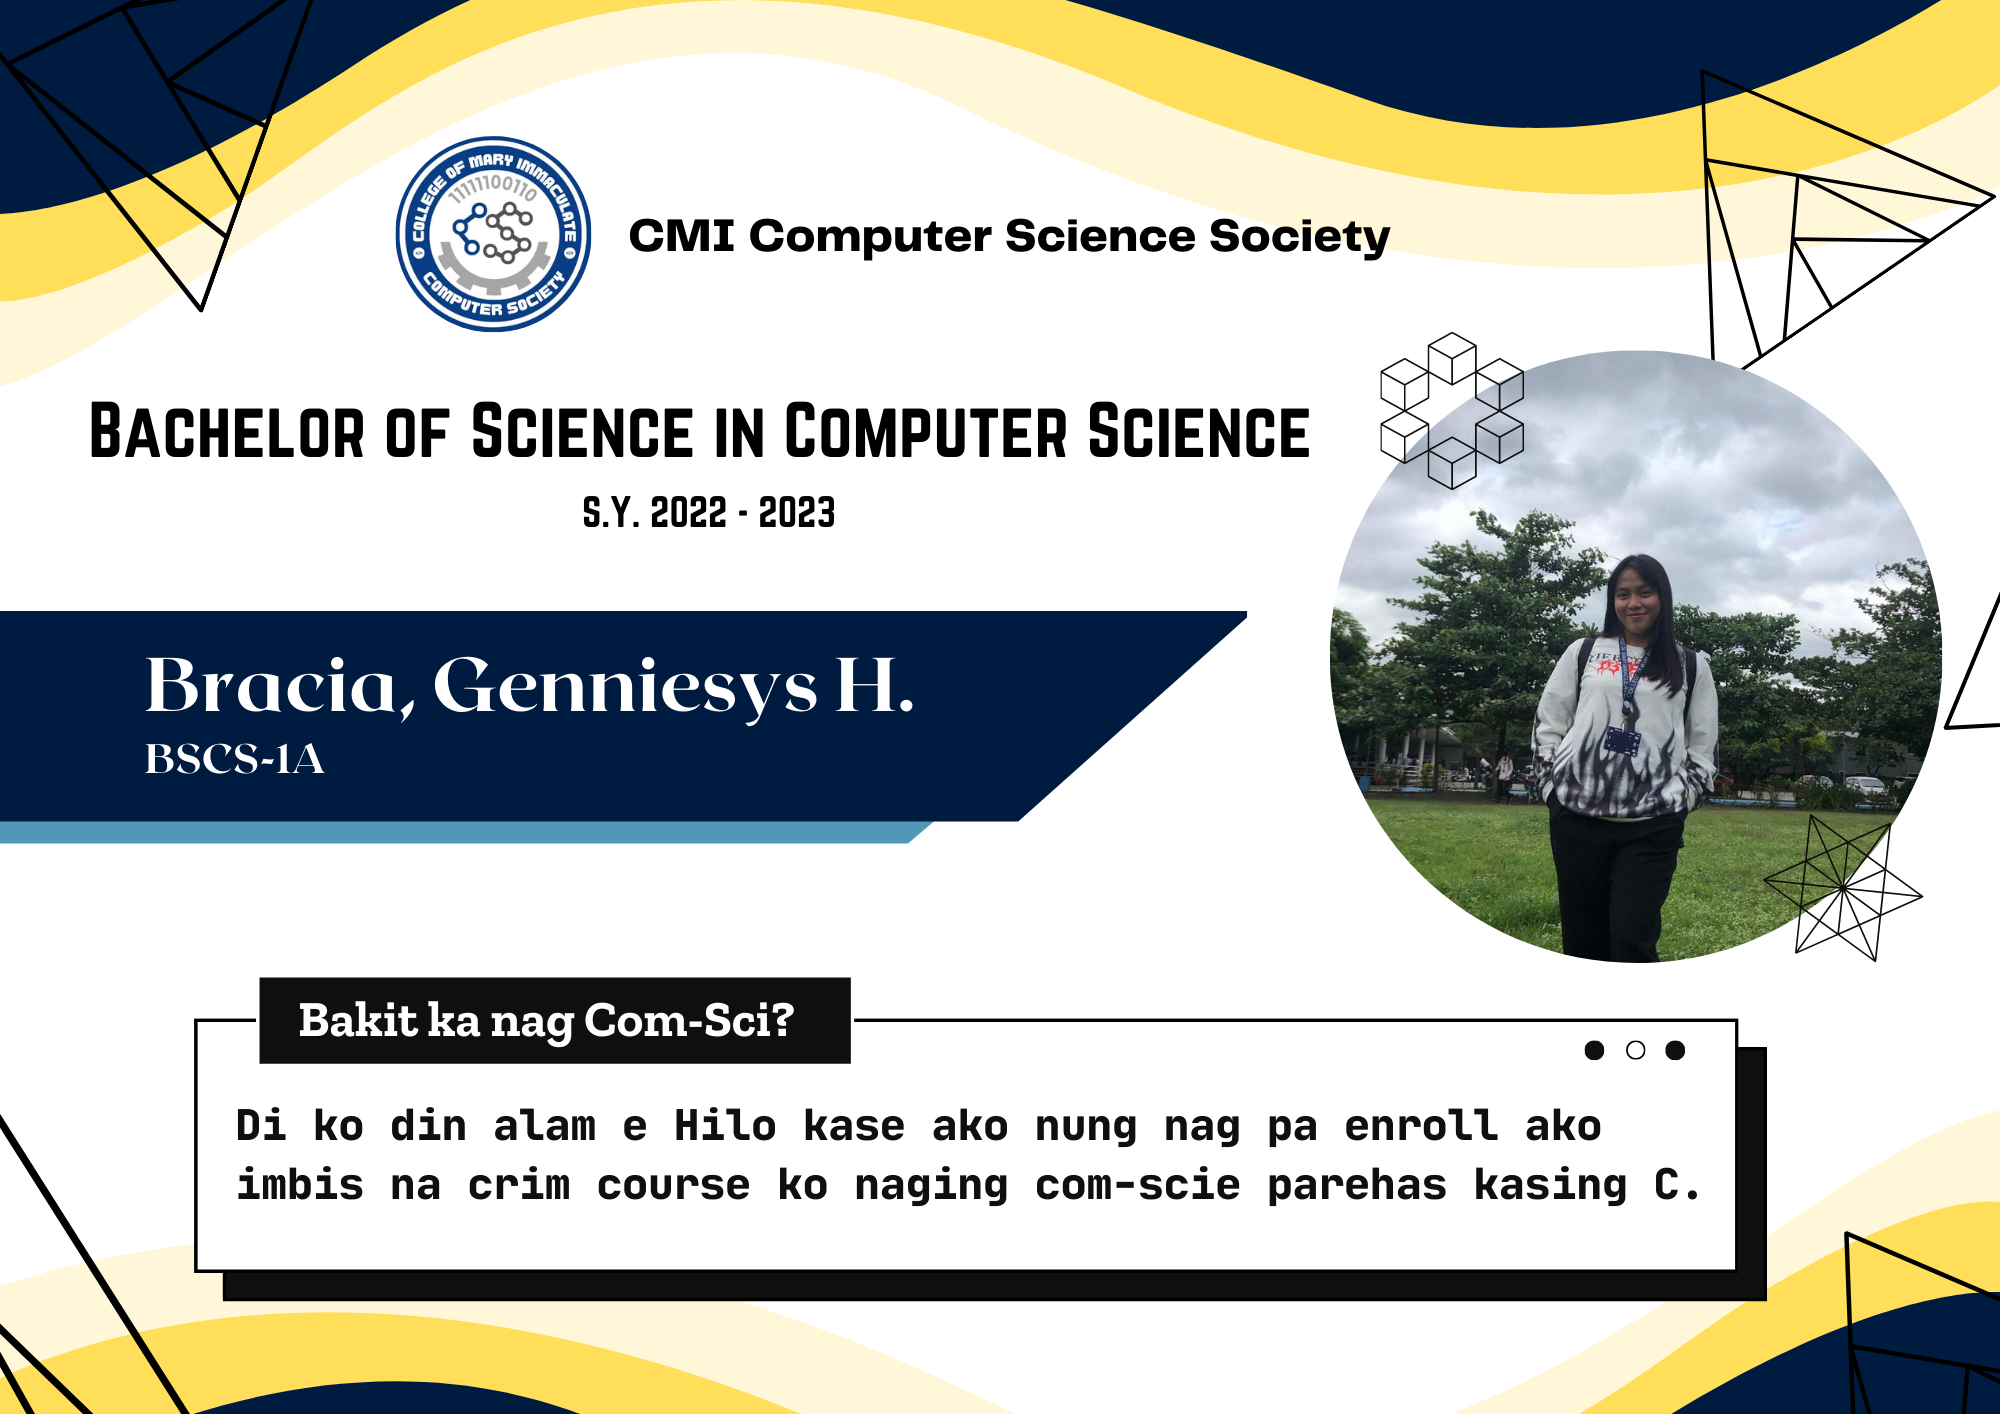 COLLEGE OF MARY IMMACULATE
11111100110
COMPUTER SOCIETY
CMI Computer Science Society
Bachelor of Science in Computer Science
S.Y. 2022 - 2023
Bracia, Genniesys H.
BSCS-1A
Bakit ka nag Com-Sci?
Di ko din alam e Hilo kase ako nung nag pa enroll ako
imbis na crim course ko naging com-scie parehas kasing C.